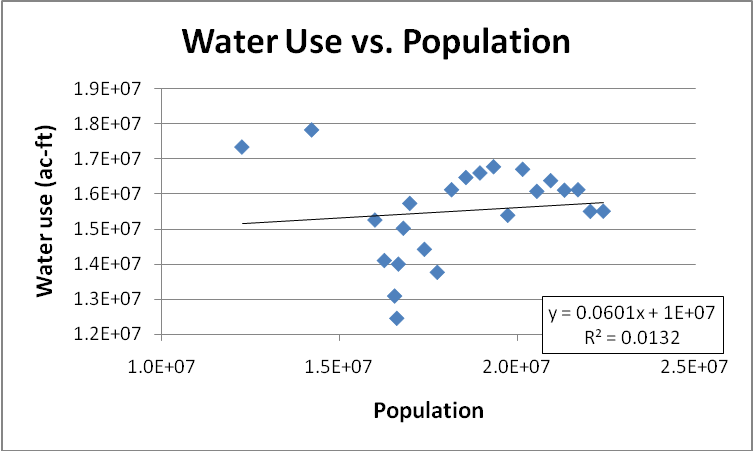 Water Use vs. Population
Water use (ac-ft)
1.9E+07
1.8E+07
1.7E+07
1.6E+07
1.5E+07
1.4E+07
1.3E+07
1.2E+07
y = 0.0601x + 1E+07
R² = 0.0132
1.0E+07 1.5E+07 2.0E+07 2.5E+07
Population